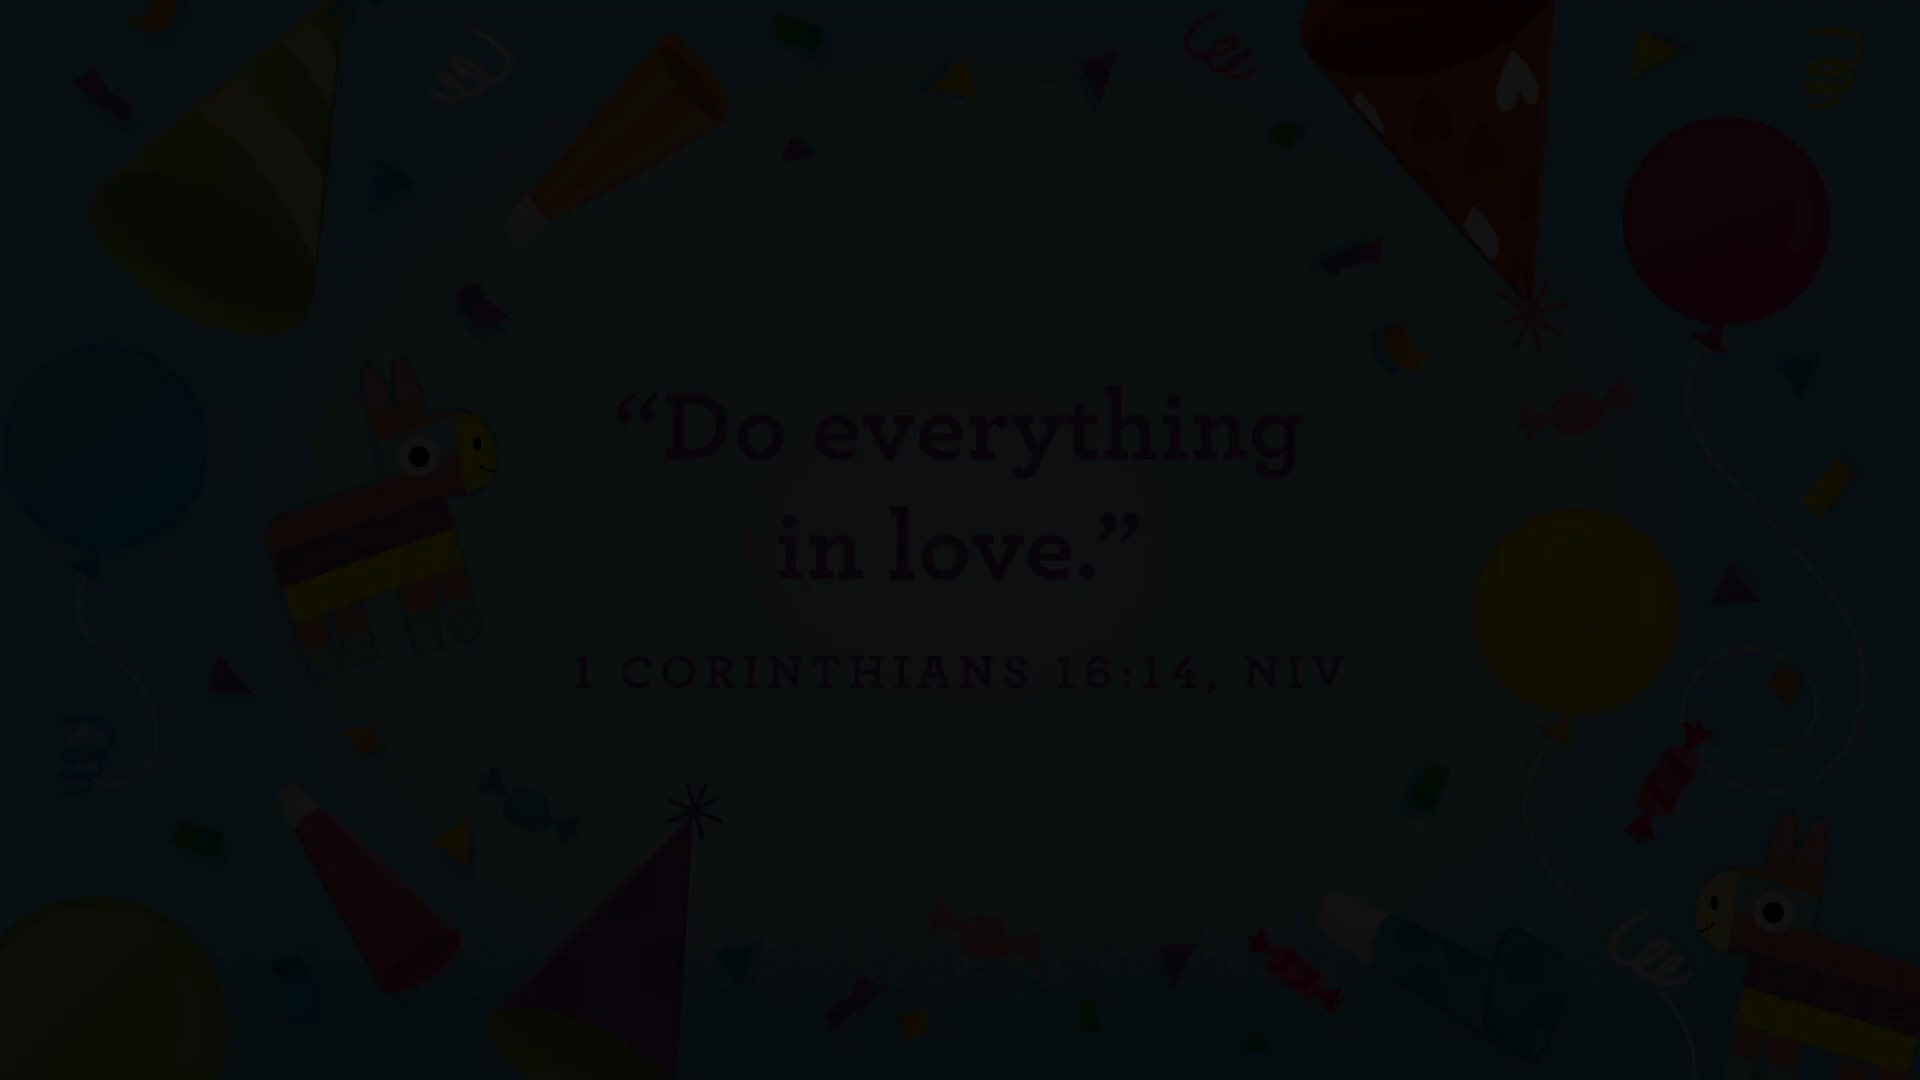 “Do everything
in love.”
1 CORINTHIANS 16:14, NIV